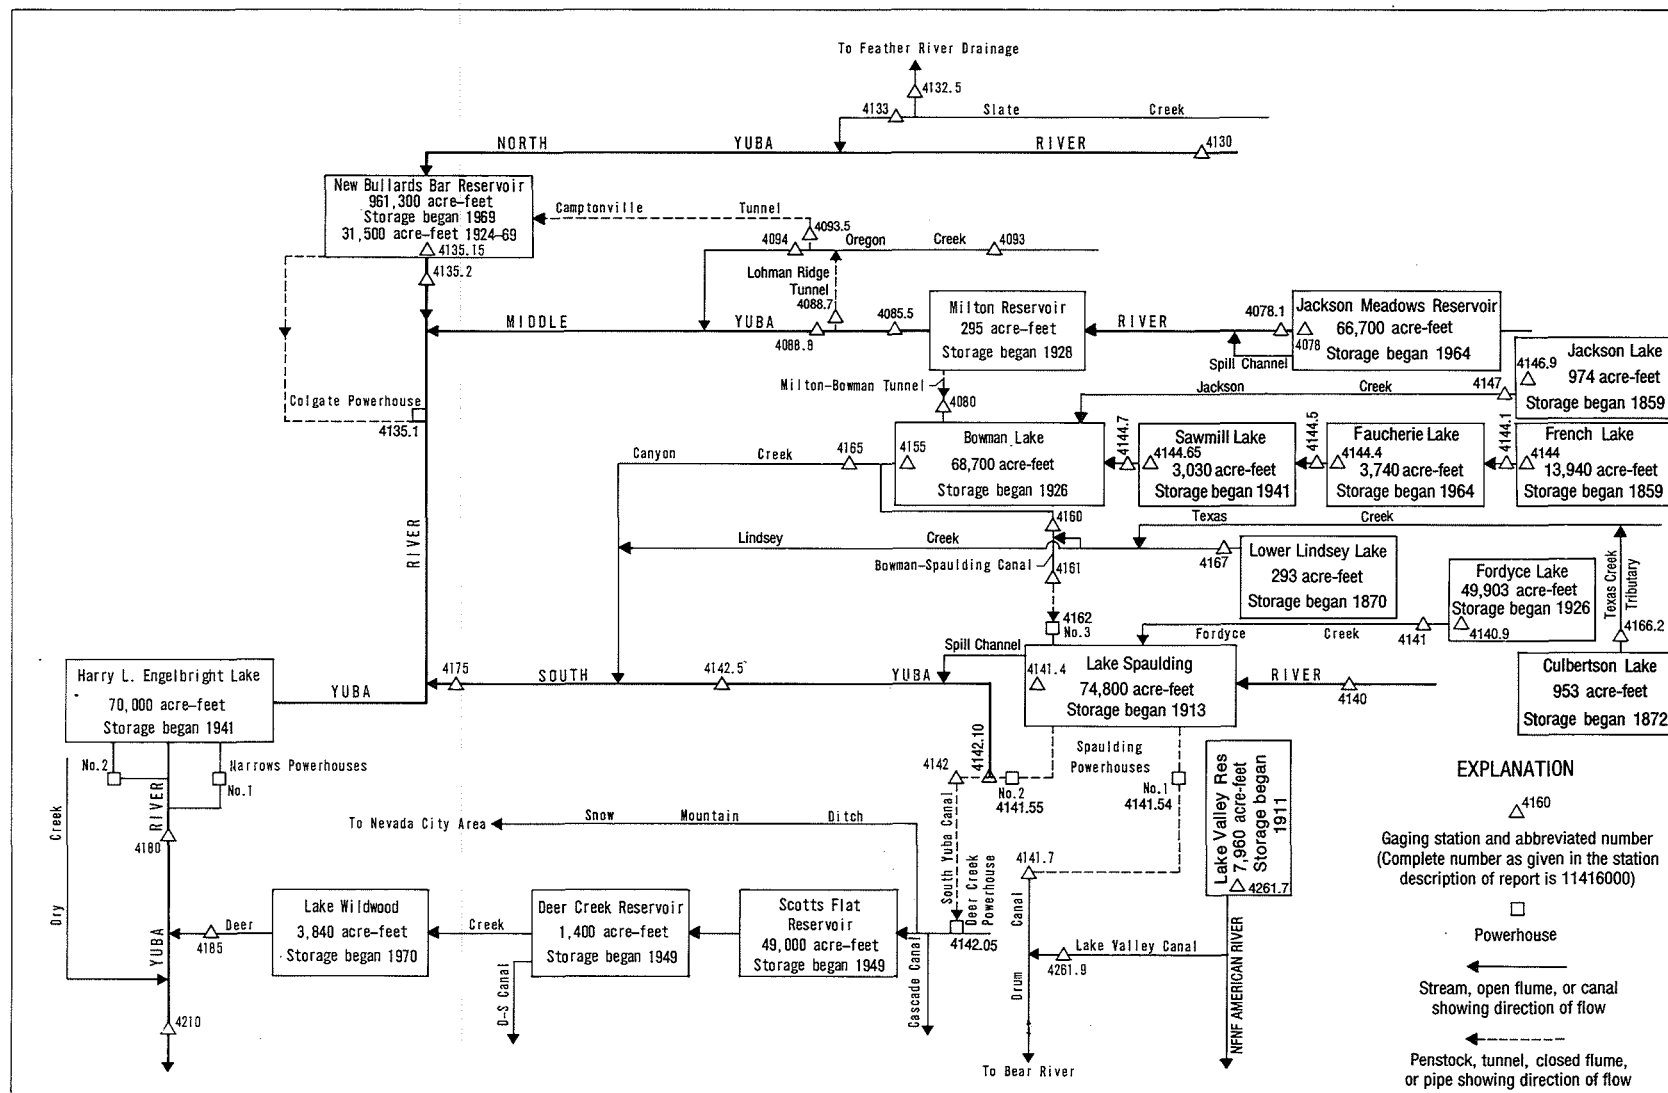 To Feather River Drainage
4132.5
4133
Slate Creek
NORTH YUBA RIVER
4130
New Bullards Bar Reservoir
961,300 acre-feet
Storage began 1969
31,500 acre-feet 1924-69
4135.15
4135.2
Camptonville Tunnel
4093.5
4094
Oregon Creek
4093
Lohman Ridge
Tunnel
4088.7
MIDDLE YUBA RIVER
4088.8
4085.5
Milton Reservoir
295 acre-feet
Storage began 1928
4078.1
Spill Channel
Jackson Meadows Reservoir
66,700 acre-feet
4078
Storage began 1964
Jackson Lake
4146.9
974 acre-feet
Storage began 1859
4147
Jackson Creek
Milton-Bowman Tunnel
4080
Colgate Powerhouse
4135.1
Canyon Creek
4165
Bowman Lake
4155
68,700 acre-feet
Storage began 1926
4144.7
Sawmill Lake
4144.65
3,030 acre-feet
Storage began 1941
4144.5
Faucherie Lake
4144.4
3,740 acre-feet
Storage began 1964
4144.1
French Lake
4144
13,940 acre-feet
Storage began 1859
4160
Texas Creek
RIVER
Lindsey Creek
4167
Bowman-Spaulding Canal
4161
Lower Lindsey Lake
293 acre-feet
Storage began 1870
Fordyce Lake
49,903 acre-feet
Storage began 1926
4140.9
Texas Creek
Tributary
4166.2
4162
No.3
Fordyce Creek
4141
Spill Channel
Lake Spaulding
4141.4
74,800 acre-feet
Storage began 1913
Culbertson Lake
953 acre-feet
Storage began 1872
4175
SOUTH YUBA RIVER
4142.5
4140
Harry L. Engelbright Lake
70,000 acre-feet
Storage began 1941
YUBA
No.2
Narrows Powerhouses
No.1
RIVER
4180
Dry Creek
4142
4142.10
No.2
4141.55
Spaulding
Powerhouses
No.1
4141.54
Lake Valley Res
7,960 acre-feet
Storage began
1911
4261.7
To Nevada City Area
Snow Mountain Ditch
South Yuba Canal
Deer Creek
Powerhouse
4142.05
4141.7
YUBA
Deer Creek
4185
Lake Wildwood
3,840 acre-feet
Storage began 1970
Deer Creek Reservoir
1,400 acre-feet
Storage began 1949
Scotts Flat
Reservoir
49,000 acre-feet
Storage began 1949
D-S Canal
Cascade Canal
Drum Canal
Lake Valley Canal
4261.9
NFNF AMERICAN RIVER
4210
To Bear River
EXPLANATION
4160
Gaging station and abbreviated number
(Complete number as given in the station
description of report is 11416000)
Powerhouse
Stream, open flume, or canal
showing direction of flow
Penstock, tunnel, closed flume,
or pipe showing direction of flow